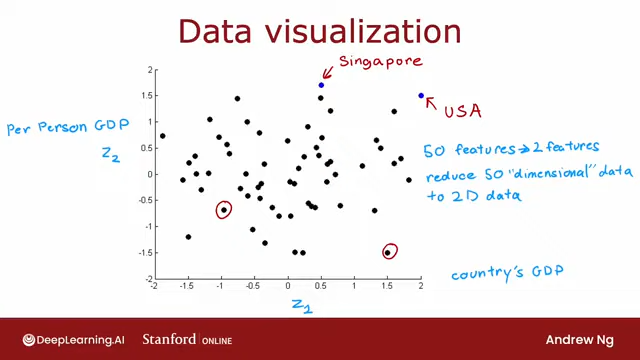 Data visualization
Singapore
USA
Per Person GDP
Z2
50 features → 2 features
reduce 50 "dimensional" data
to 2D data
country's GDP
2
1.5
1
0.5
0
-0.5
-1
-1.5
-2
-2 -1.5 -1 -0.5 0 0.5 1 1.5 2
Z1
DeepLearning.AI Stanford ONLINE Andrew Ng